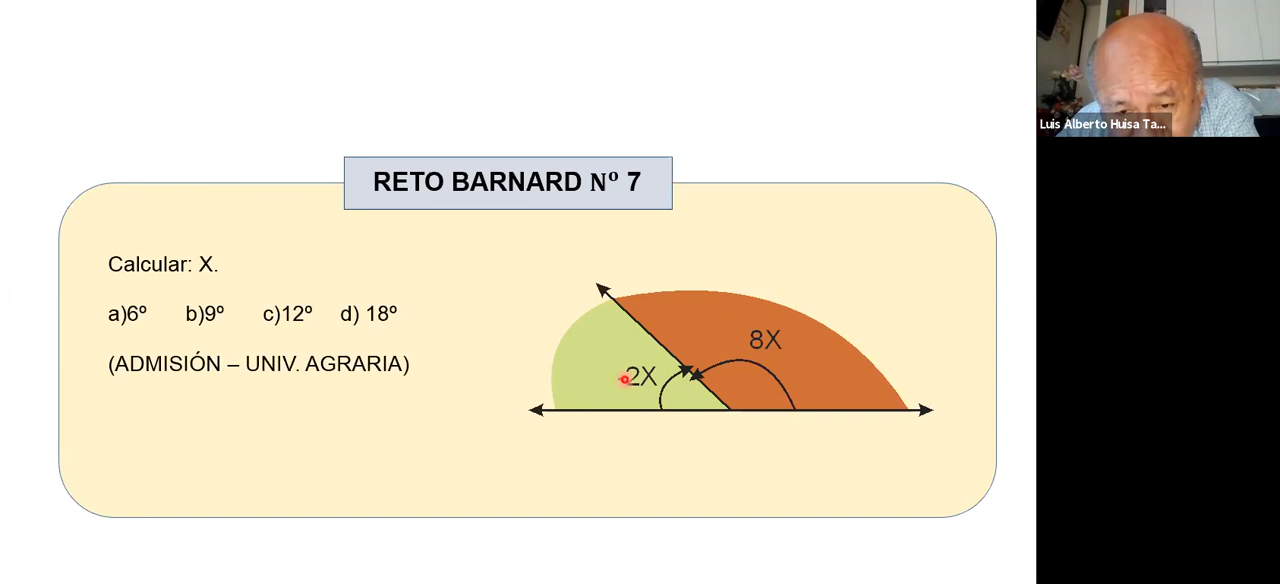 RETO BARNARD Nº 7
Calcular: X.
a)6º b)9º c)12º d) 18º
(ADMISIÓN – UNIV. AGRARIA)
8X
2X
Luis Alberto Huisa Ta...